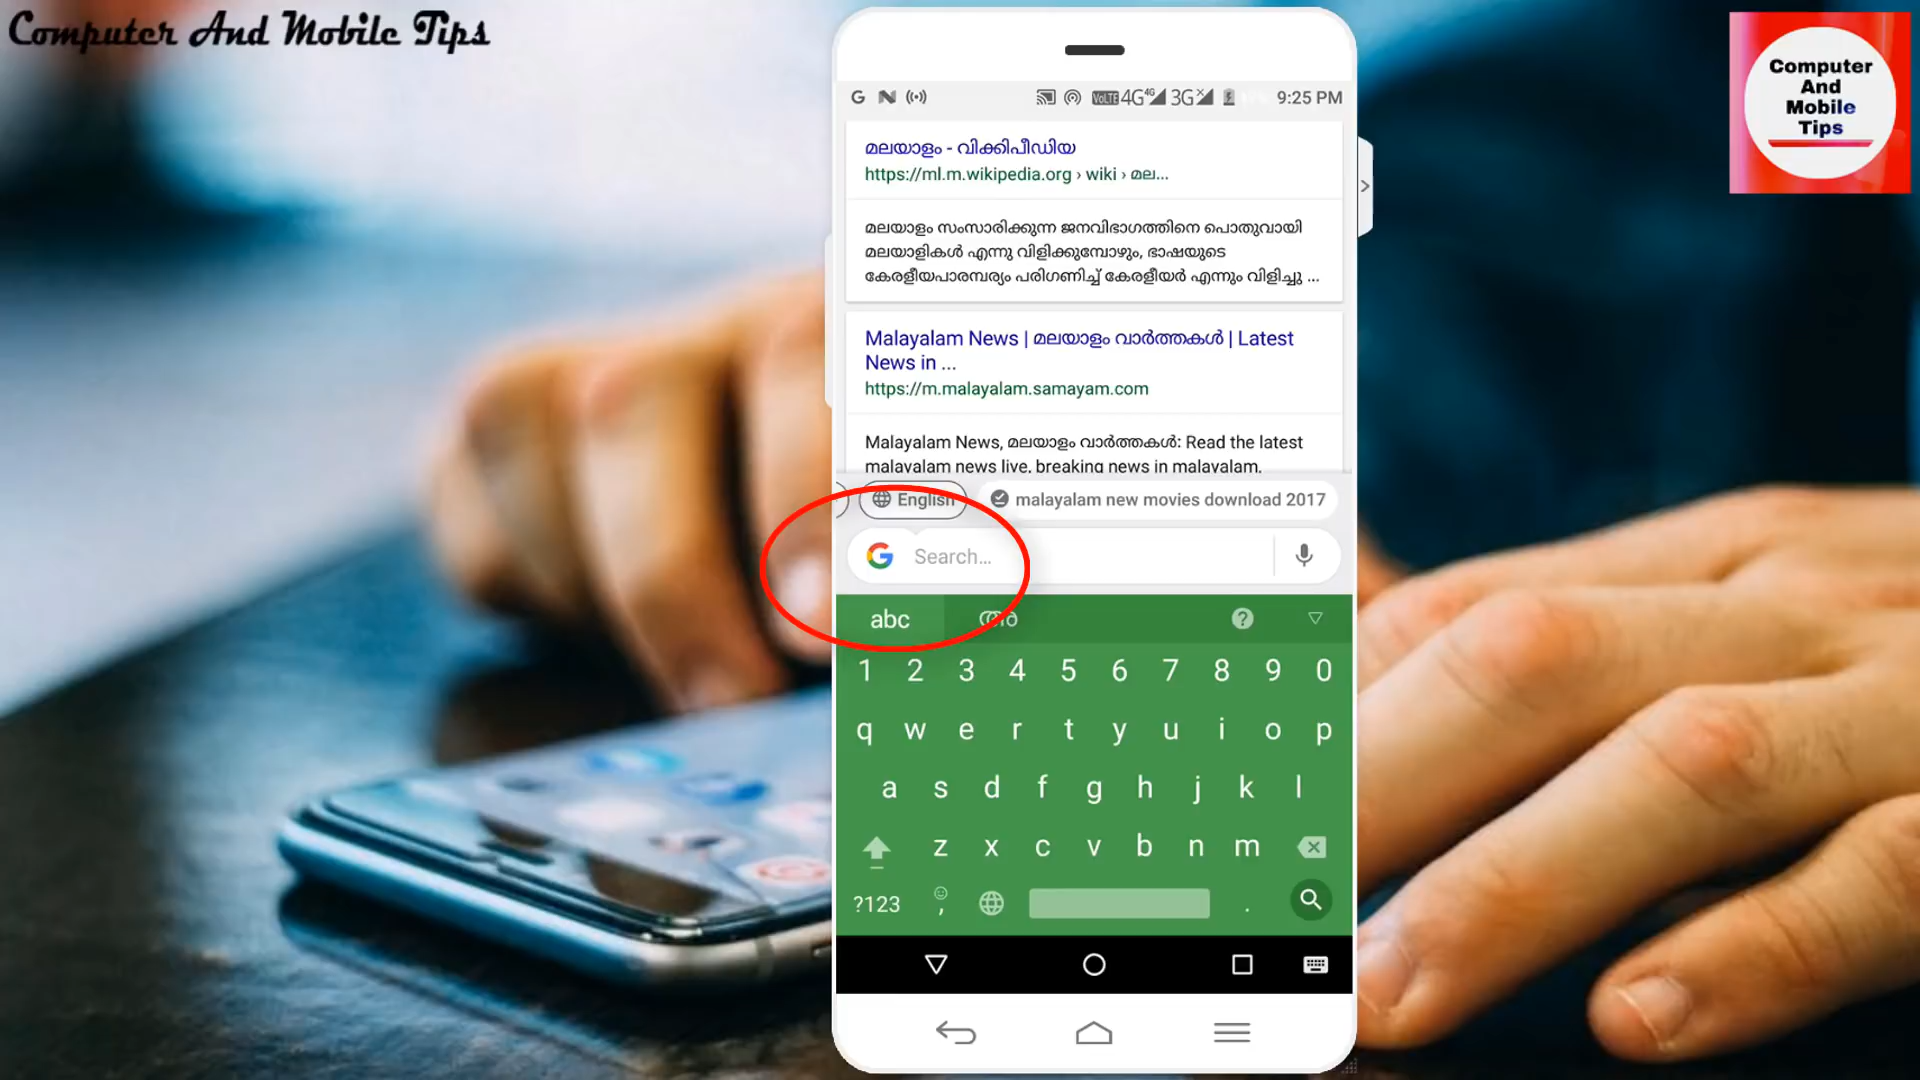 Computer And Mobile Tips
Computer
And
Mobile
Tips
G N VoLTE 4G 4G 3G X 9:25 PM
മലയാളം - വിക്കിപീഡിയ
https://ml.m.wikipedia.org › wiki › മല...
മലയാളം സംസാരിക്കുന്ന ജനവിഭാഗത്തിനെ പൊതുവായി
മലയാളികൾ എന്നു വിളിക്കുമ്പോഴും, ഭാഷയുടെ
കേരളീയപാരമ്പര്യം പരിഗണിച്ച് കേരളീയർ എന്നും വിളിച്ചു ...
Malayalam News | മലയാളം വാർത്തകൾ | Latest
News in ...
https://m.malayalam.samayam.com
Malayalam News, മലയാളം വാർത്തകൾ: Read the latest
malayalam news live, breaking news in malayalam,
English malayalam new movies download 2017
G Search...
abc ?
1 2 3 4 5 6 7 8 9 0
q w e r t y u i o p
a s d f g h j k l
z x c v b n m
?123 , .